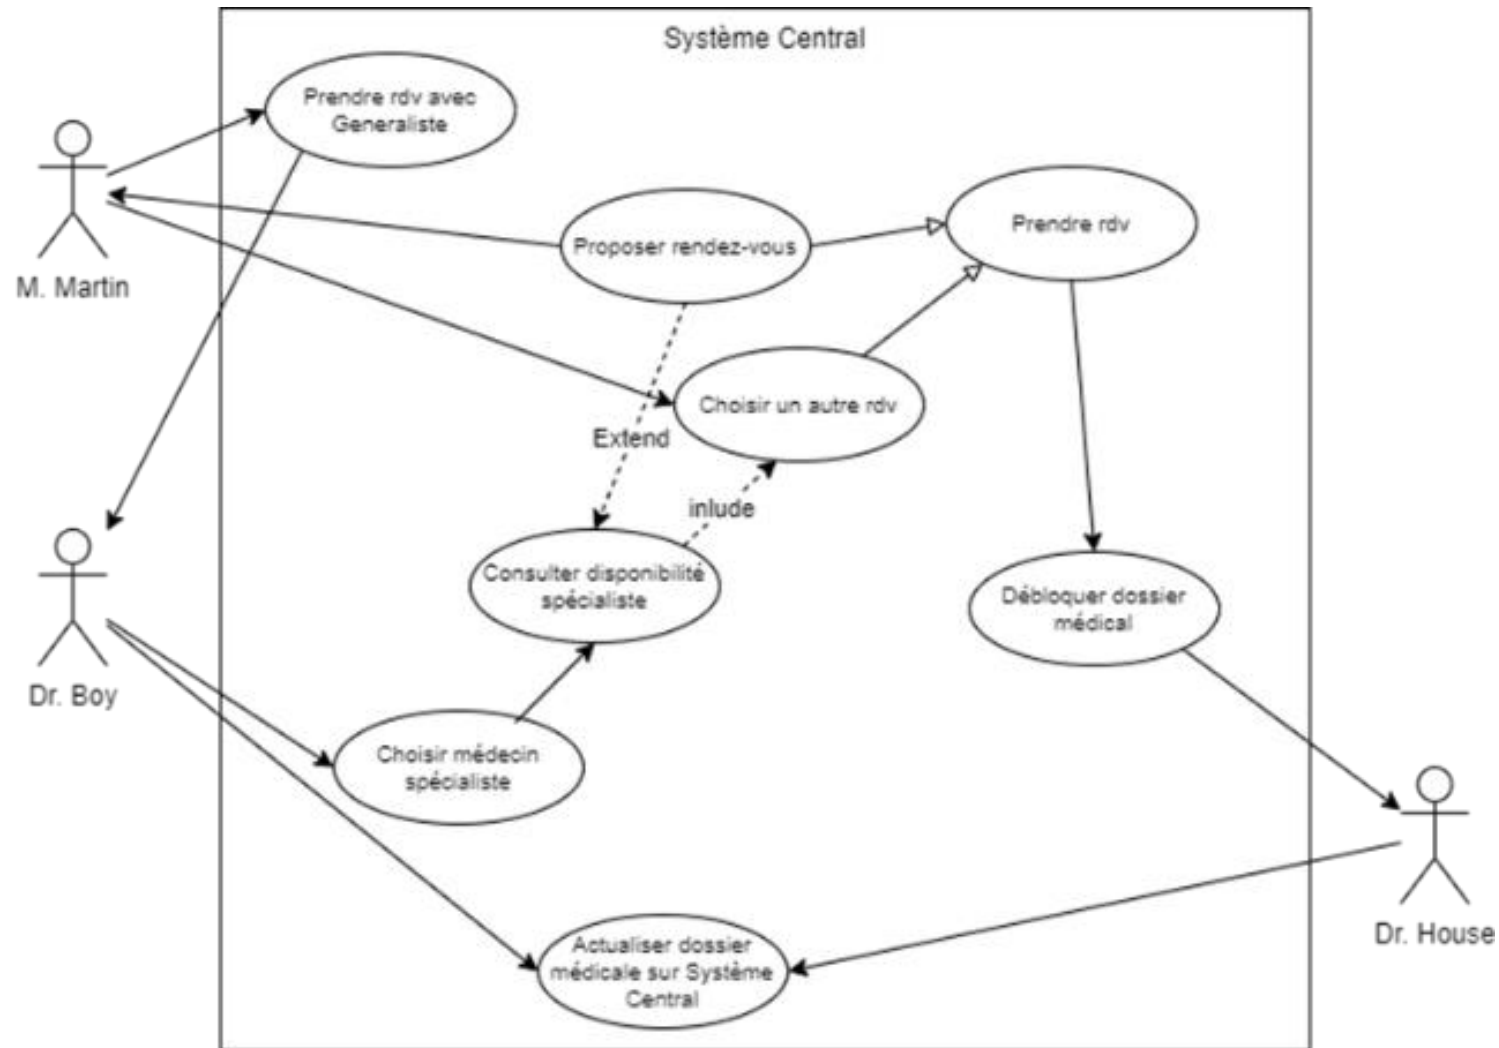 Système Central
Prendre rdv avec
Generaliste
Prendre rdv
Proposer rendez-vous
M. Martin
Choisir un autre rdv
Extend
inlude
Consulter disponibilité
spécialiste
Débloquer dossier
médical
Dr. Boy
Choisir médecin
spécialiste
Dr. House
Actualiser dossier
médicale sur Système
Central